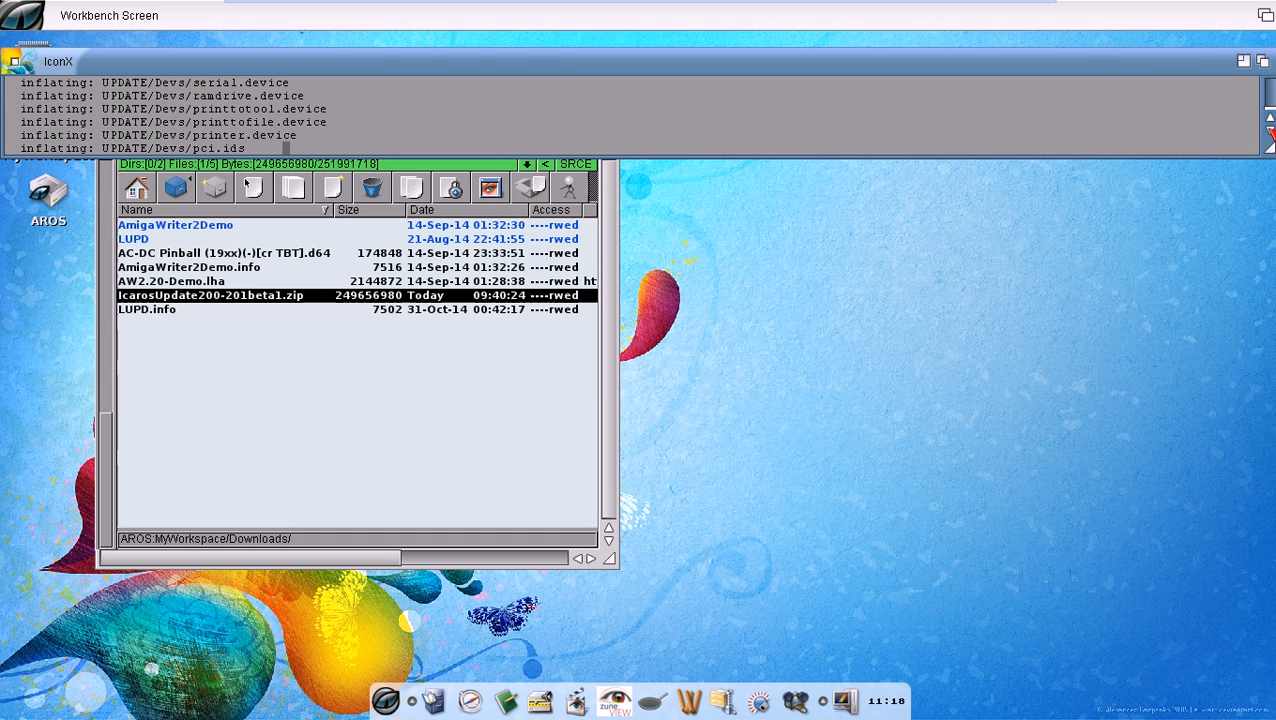 Workbench Screen
IconX
inflating: UPDATE/Devs/serial.device
inflating: UPDATE/Devs/ramdrive.device
inflating: UPDATE/Devs/printtotool.device
inflating: UPDATE/Devs/printtofile.device
inflating: UPDATE/Devs/printer.device
inflating: UPDATE/Devs/pci.ids
Dirs:[0/2] Files:[1/5] Bytes:[249656980/251991718] < SRCE
Name Size Date Access
AmigaWriter2Demo 14-Sep-14 01:32:30 ----rwed
LUPD 21-Aug-14 22:41:55 ----rwed
AC-DC Pinball (19xx)(-)[cr TBT].d64 174848 14-Sep-14 23:33:51 ----rwed
AmigaWriter2Demo.info 7516 14-Sep-14 01:32:26 ----rwed
AW2.20-Demo.lha 2144872 14-Sep-14 01:28:38 ----rwed ht
IcarosUpdate200-201beta1.zip 249656980 Today 09:40:24 ----rwed
LUPD.info 7502 31-Oct-14 00:42:17 ----rwed
AROS
AROS:MyWorkspace/Downloads/
zune
VIEW
11:18